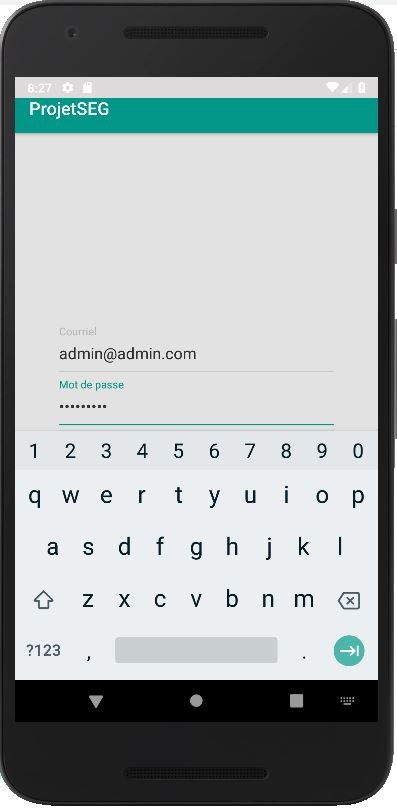 8:27
ProjetSEG
Courriel
admin@admin.com
Mot de passe
•••••••••
1 2 3 4 5 6 7 8 9 0
q w e r t y u i o p
a s d f g h j k l
z x c v b n m
?123 , .